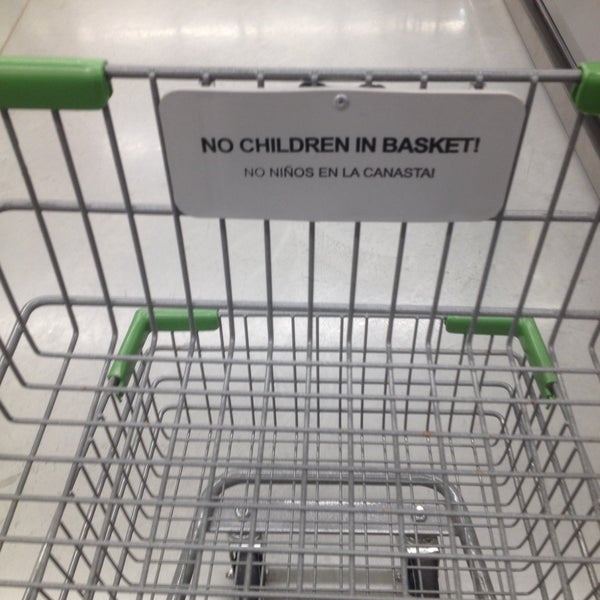 NO CHILDREN IN BASKET!
NO NIÑOS EN LA CANASTA!